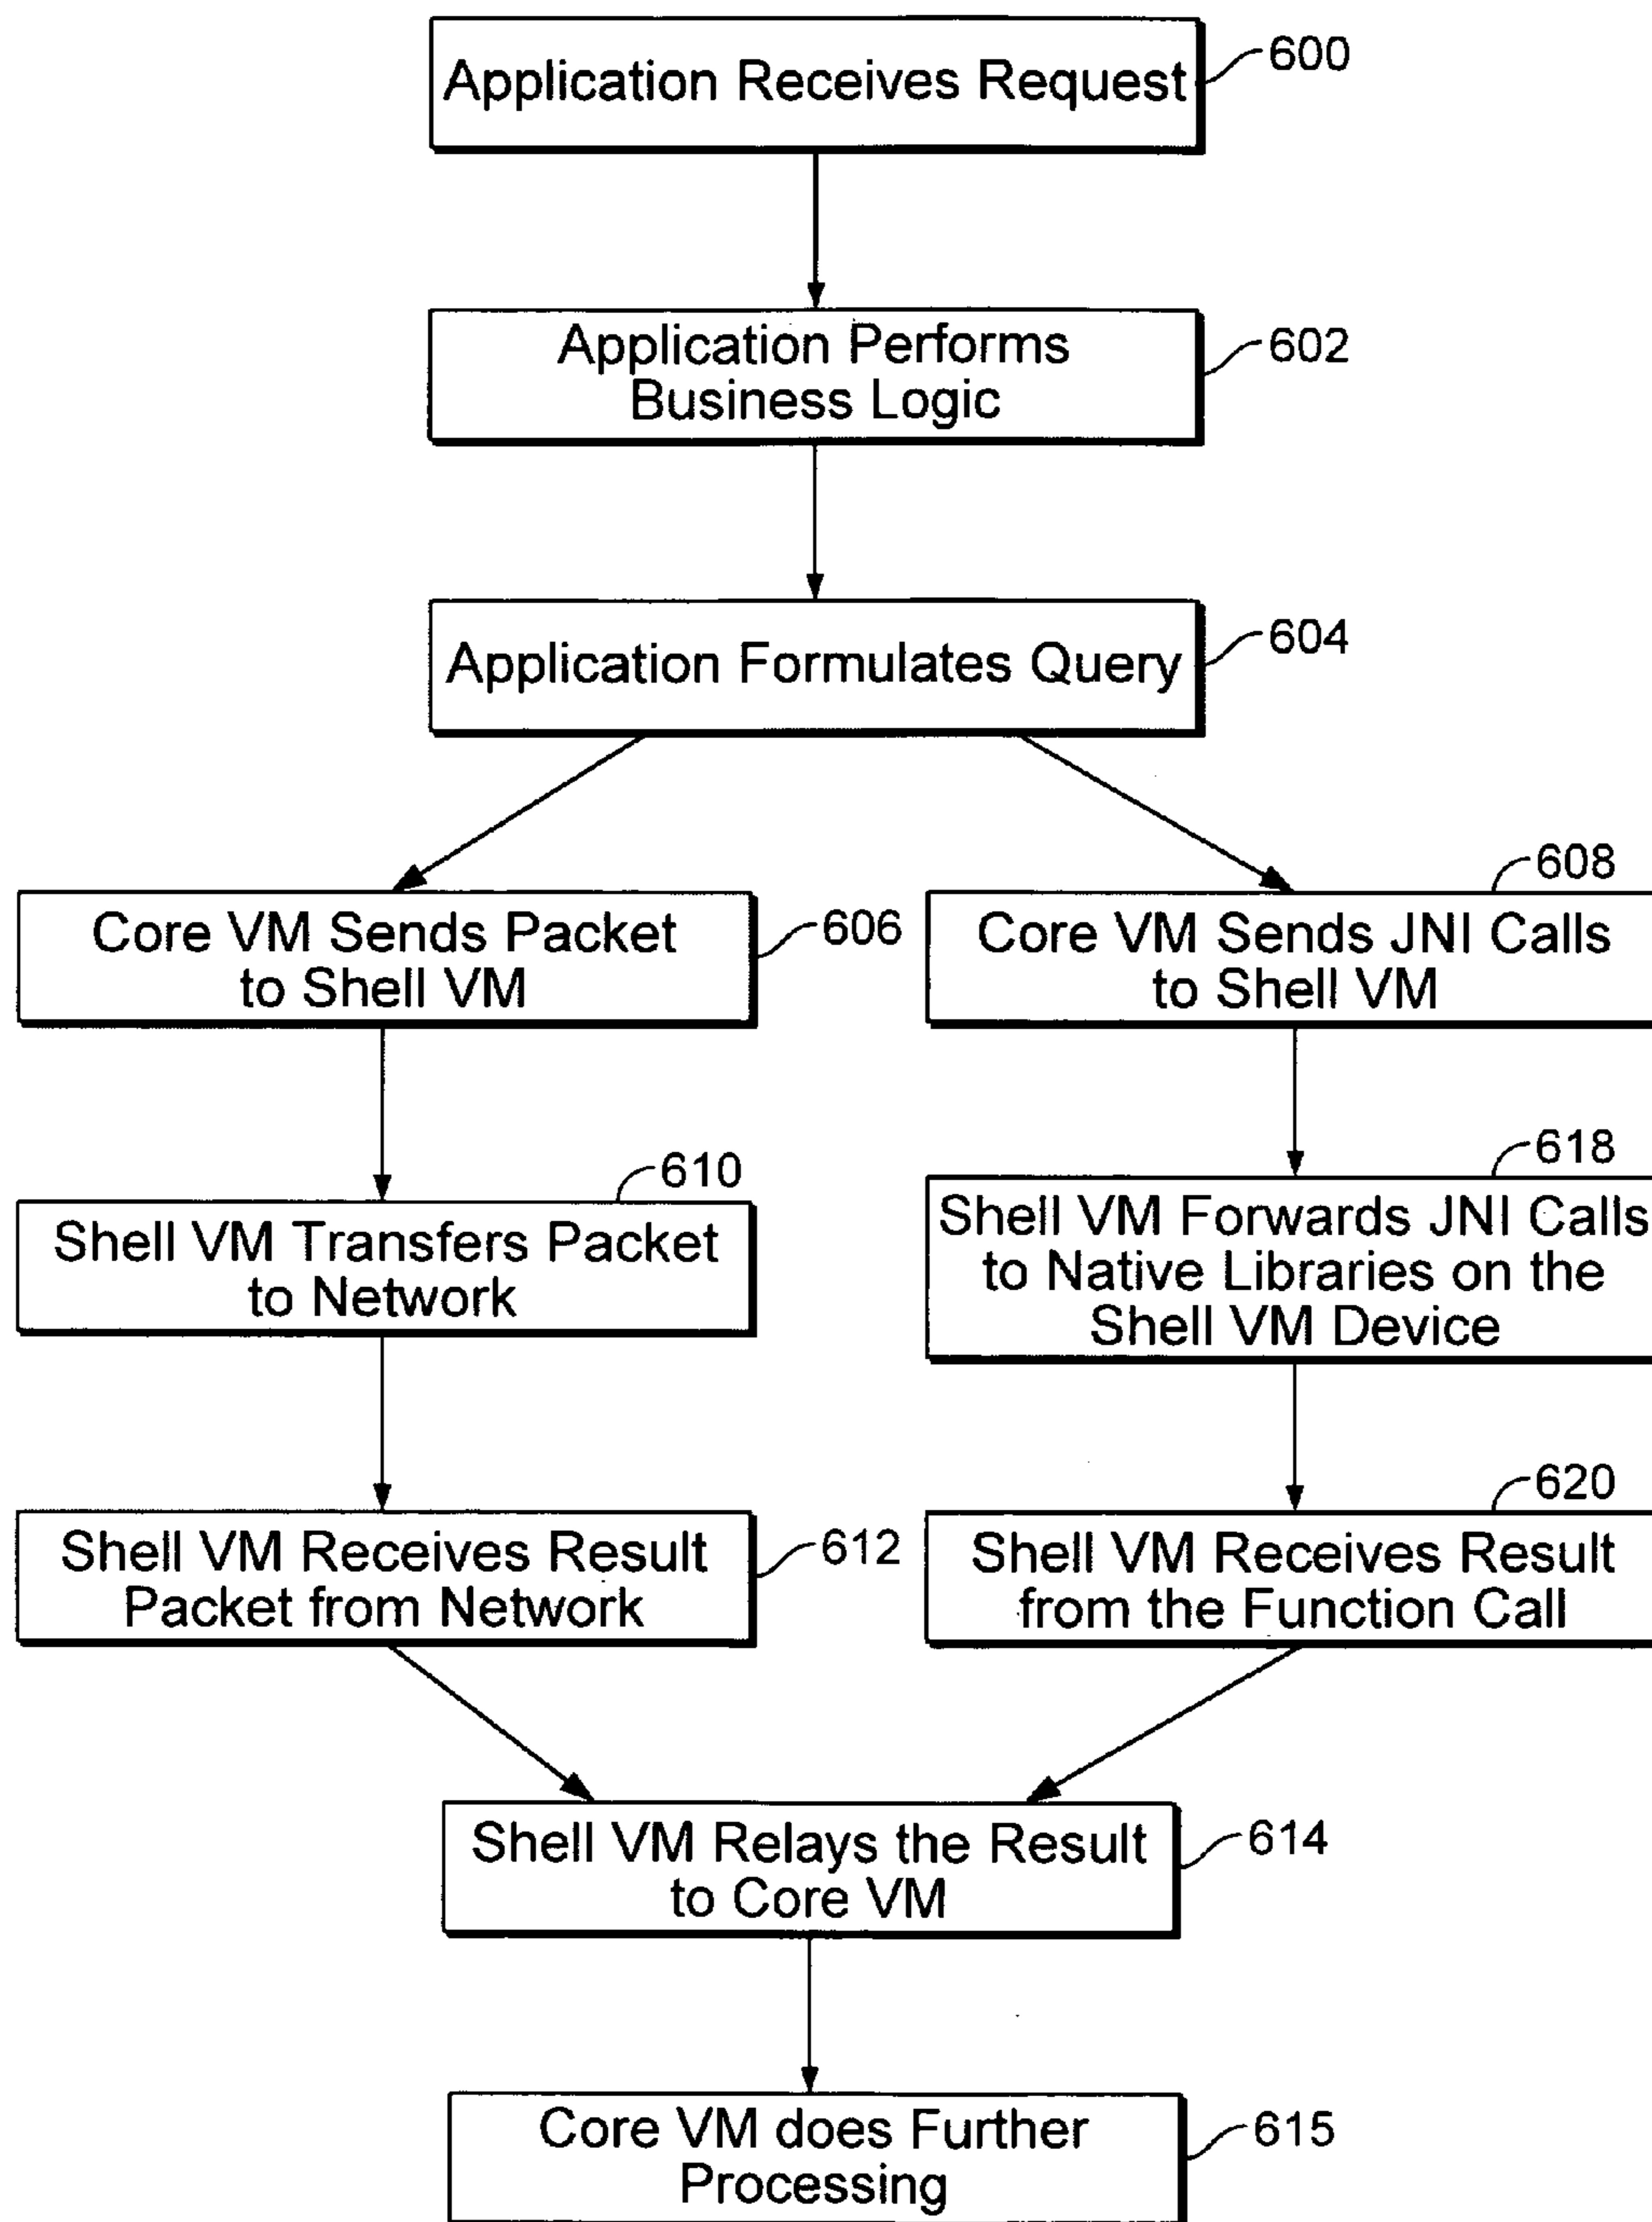 Application Receives Request
600
Application Performs
Business Logic
602
Application Formulates Query
604
Core VM Sends Packet
to Shell VM
606
608
Core VM Sends JNI Calls
to Shell VM
610
Shell VM Transfers Packet
to Network
618
Shell VM Forwards JNI Calls
to Native Libraries on the
Shell VM Device
Shell VM Receives Result
Packet from Network
612
620
Shell VM Receives Result
from the Function Call
Shell VM Relays the Result
to Core VM
614
Core VM does Further
Processing
615